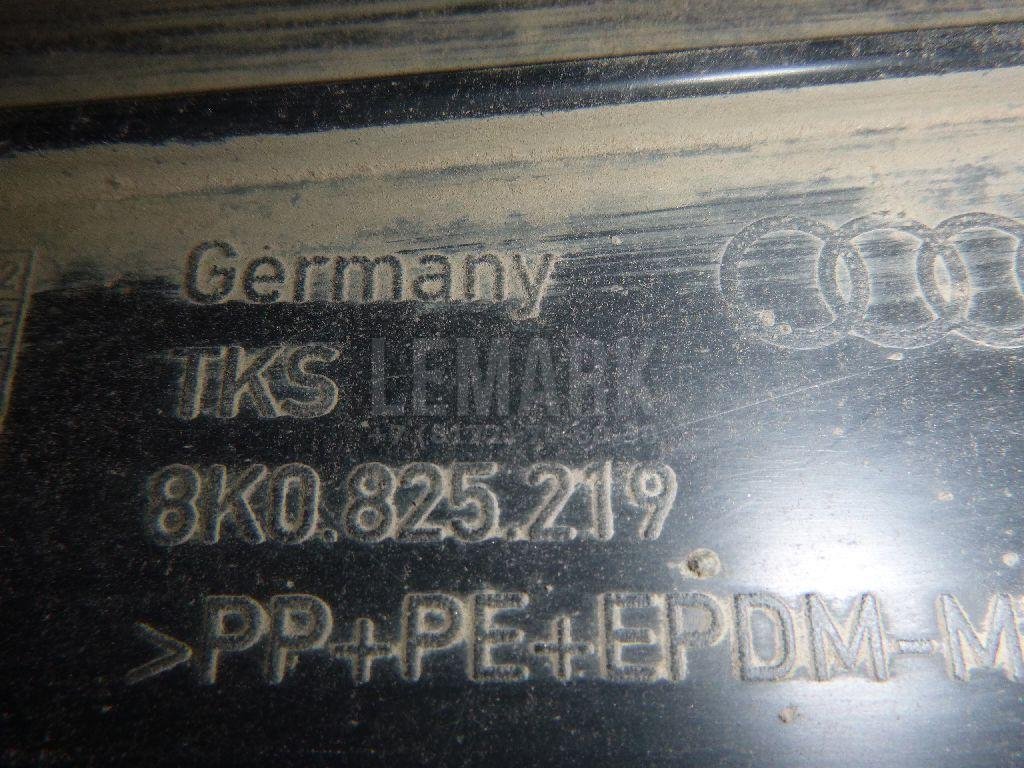 Germany
TKS
LEMARK
8K0.825.219
>PP+PE+EPDM-M